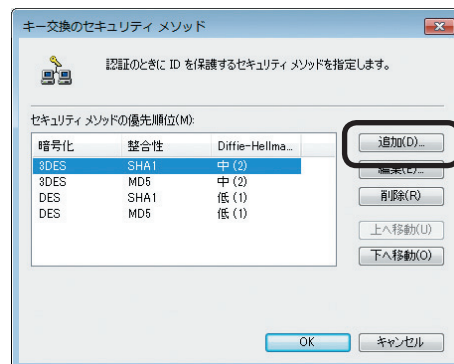 キー交換のセキュリティ メソッド
認証のときに ID を保護するセキュリティ メソッドを指定します。
セキュリティ メソッドの優先順位(M):
暗号化 整合性 Diffie-Hellma...
3DES SHA1 中 (2)
3DES MD5 中 (2)
DES SHA1 低 (1)
DES MD5 低 (1)
追加(D)...
編集(E)...
削除(R)
上へ移動(U)
下へ移動(O)
OK キャンセル